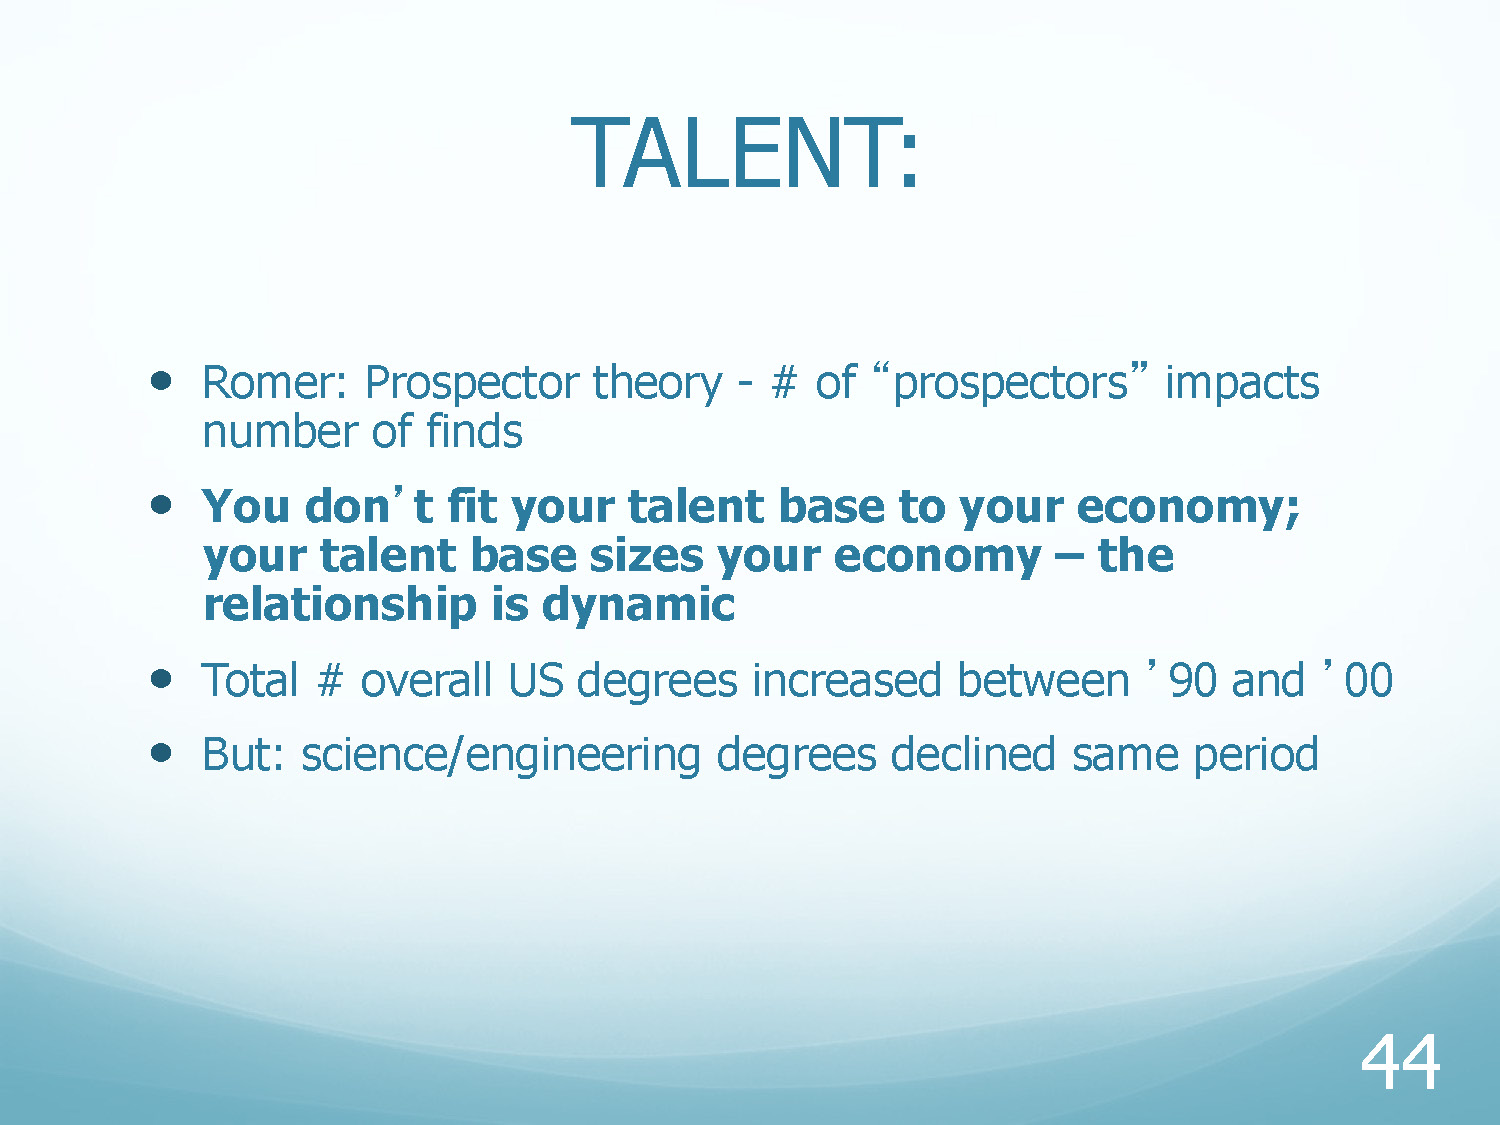 TALENT:
• Romer: Prospector theory - # of “prospectors” impacts
number of finds
• You don’t fit your talent base to your economy;
your talent base sizes your economy – the
relationship is dynamic
• Total # overall US degrees increased between ’90 and ’00
• But: science/engineering degrees declined same period
44